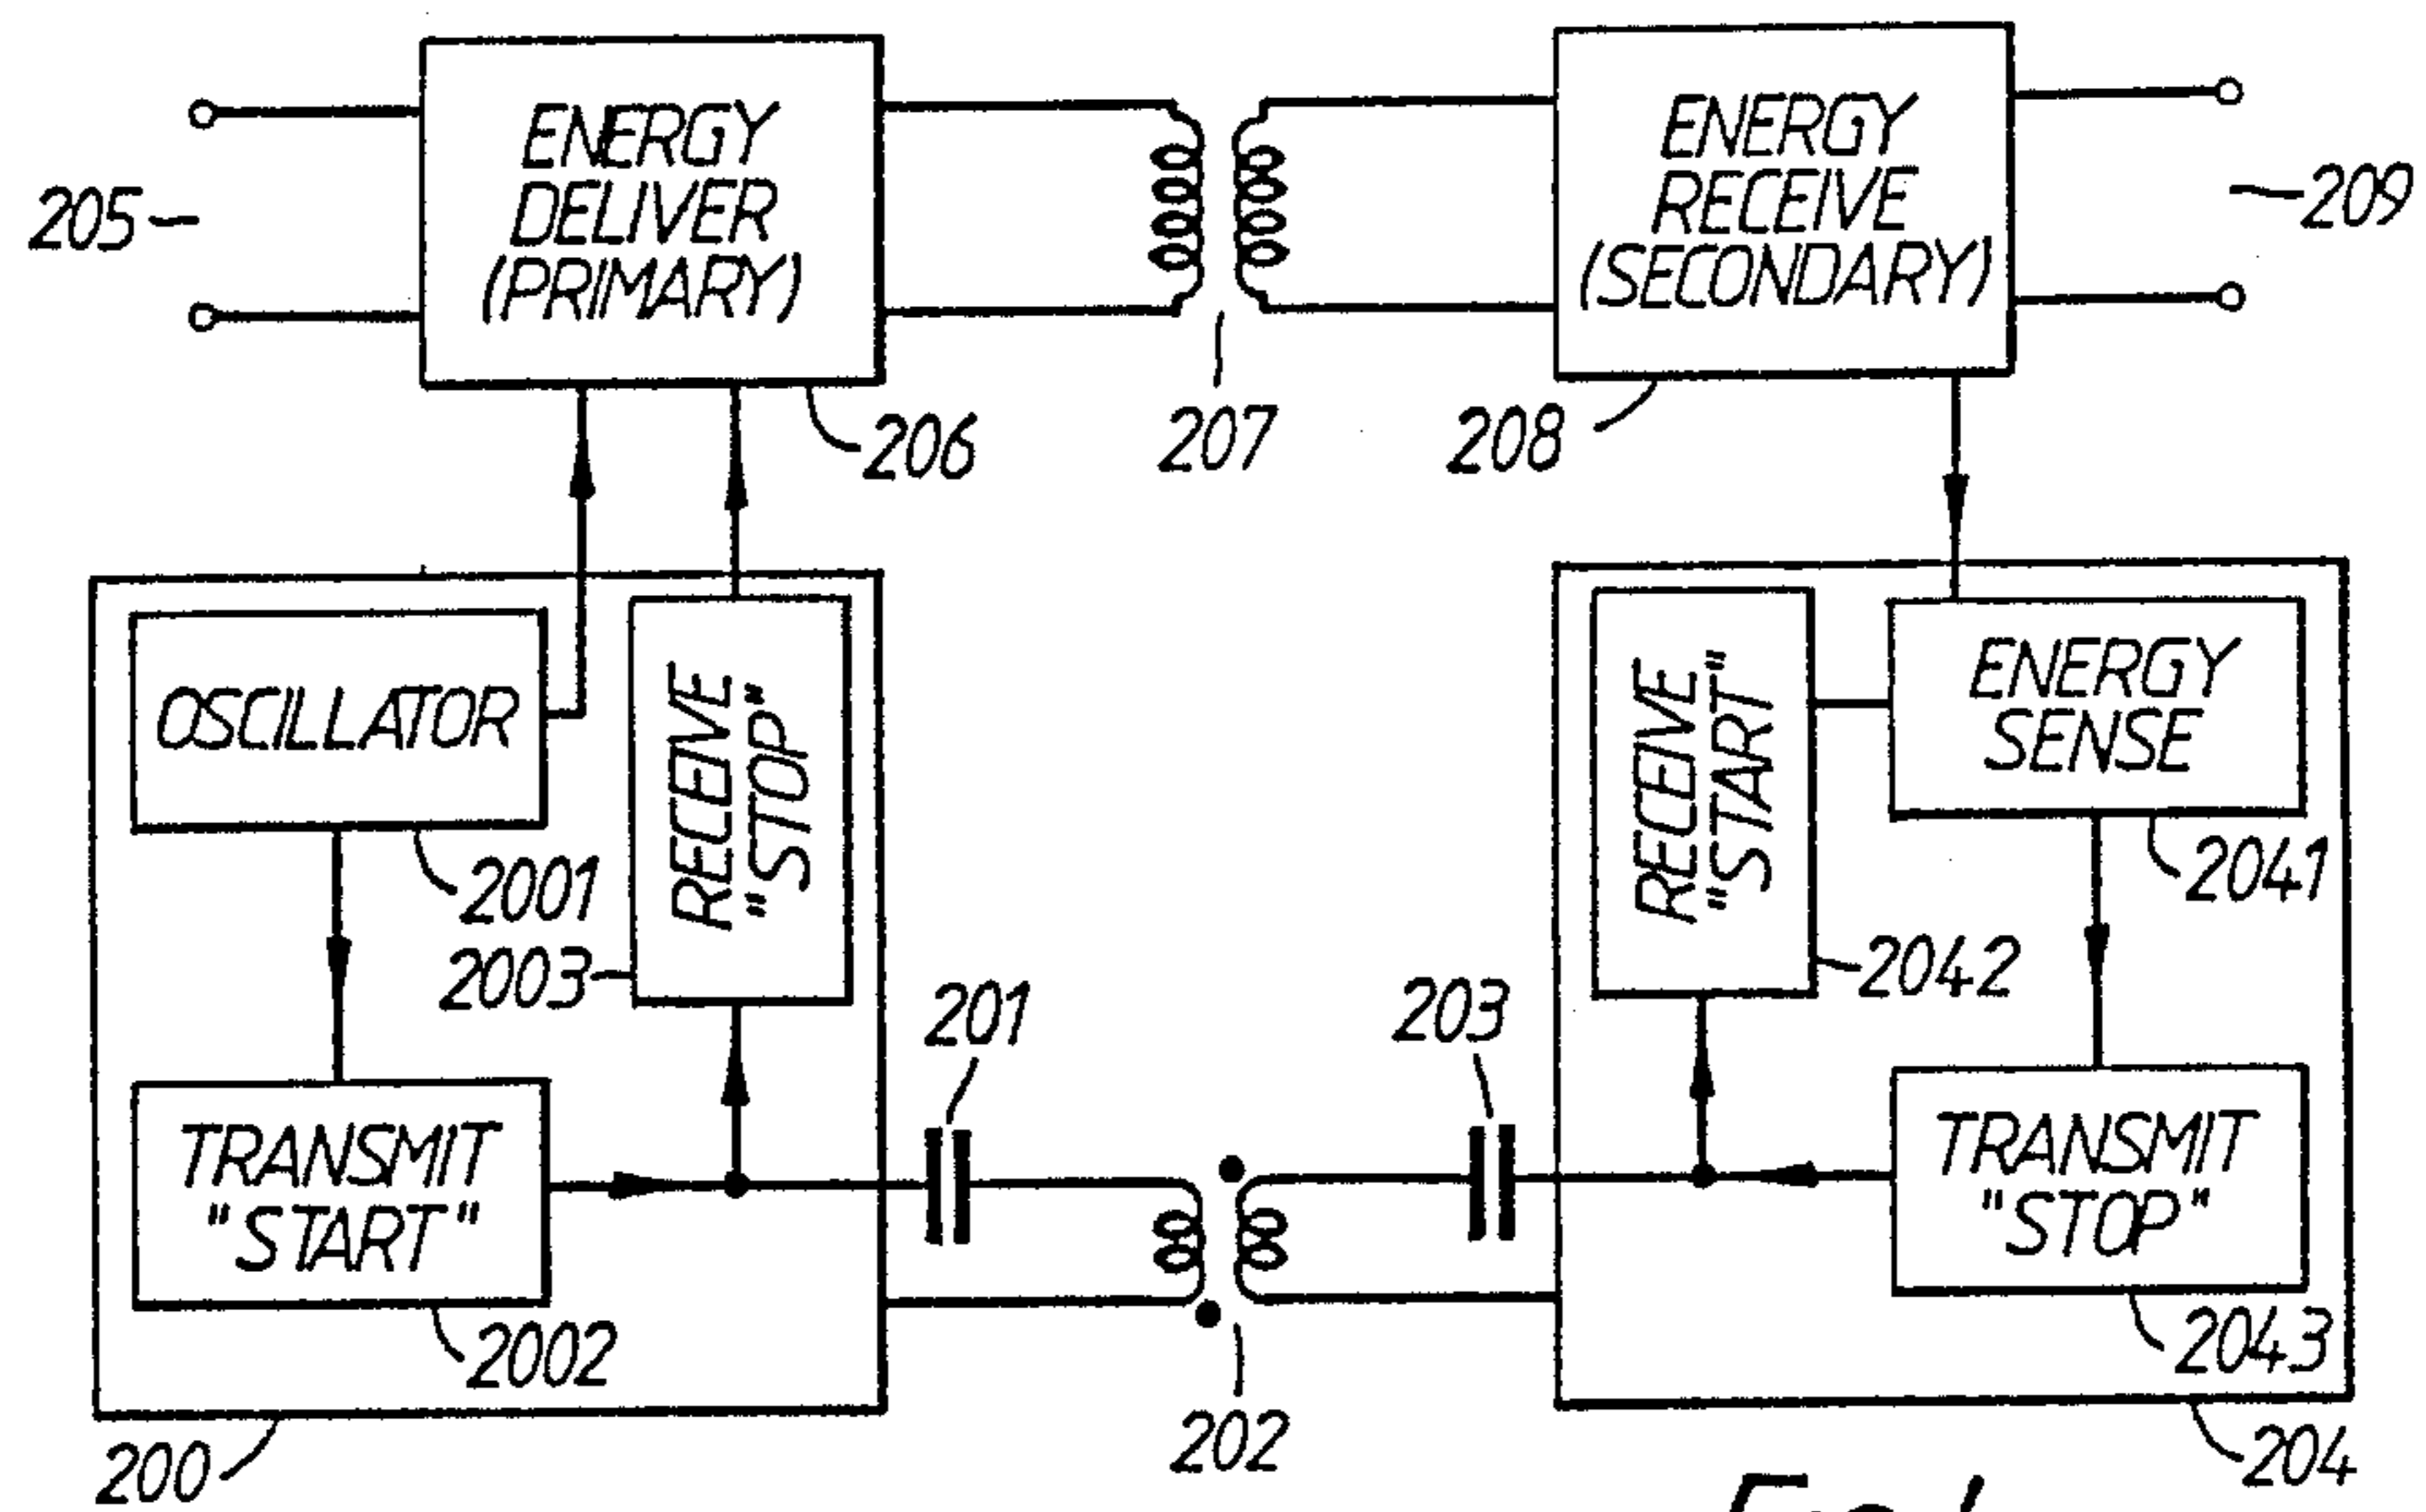 ENERGY
DELIVER
(PRIMARY)
ENERGY
RECEIVE
(SECONDARY)
205
209
206
207
208
OSCILLATOR
RECEIVE
"STOP"
RECEIVE
"START"
ENERGY
SENSE
2001
2041
2003
2042
201
203
TRANSMIT
"START"
TRANSMIT
"STOP"
2002
2043
202
200
204